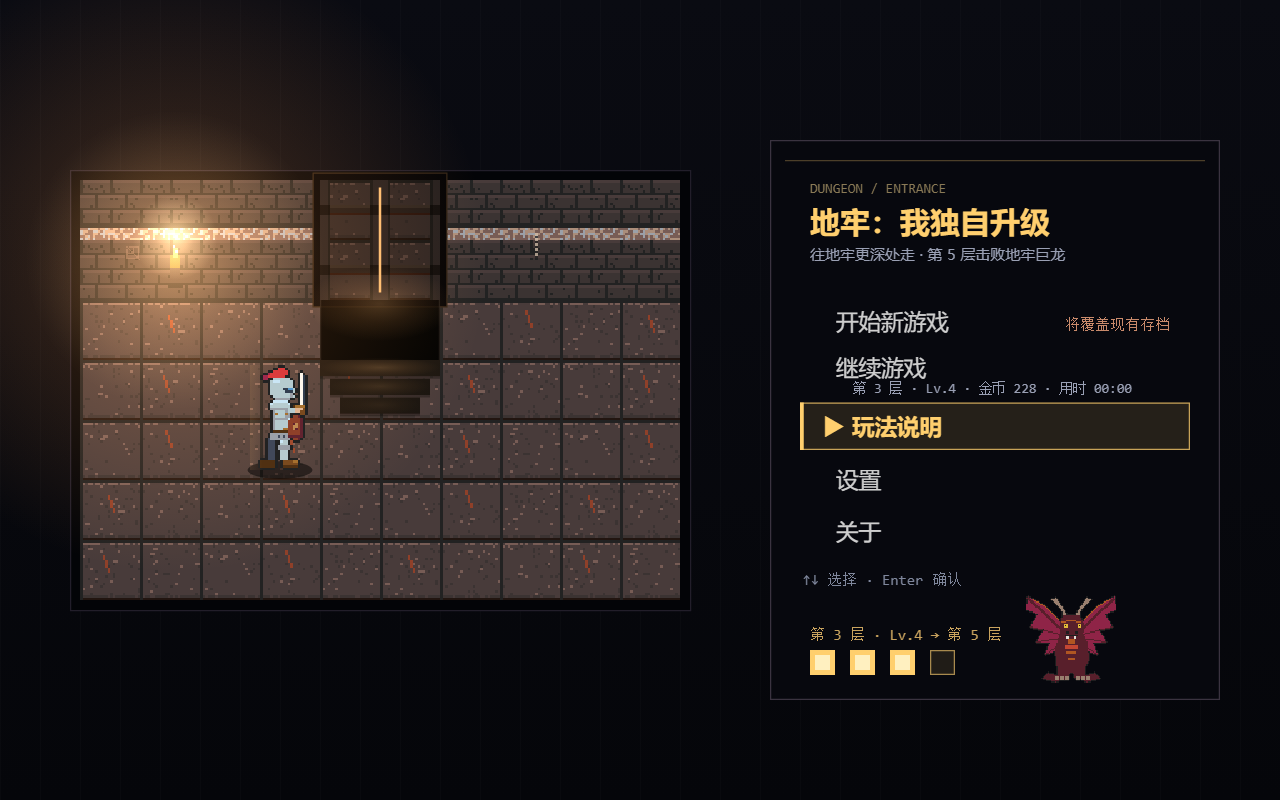 DUNGEON / ENTRANCE
地牢：我独自升级
往地牢更深处走 · 第 5 层击败地牢巨龙
开始新游戏 将覆盖现有存档
继续游戏
第 3 层 · Lv.4 · 金币 228 · 用时 00:00
▶ 玩法说明
设置
关于
↑↓ 选择 · Enter 确认
第 3 层 · Lv.4 → 第 5 层